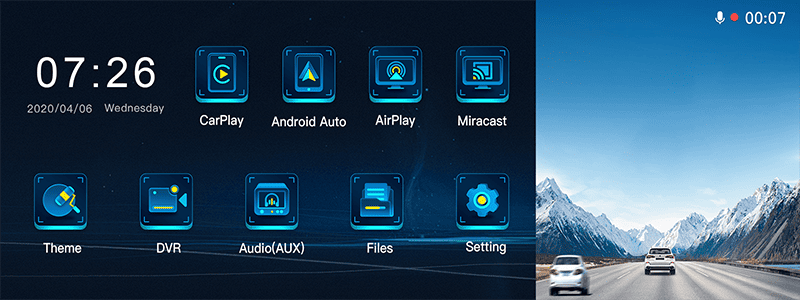 00:07
07:26
2020/04/06 Wednesday
CarPlay Android Auto AirPlay Miracast
Theme DVR Audio(AUX) Files Setting